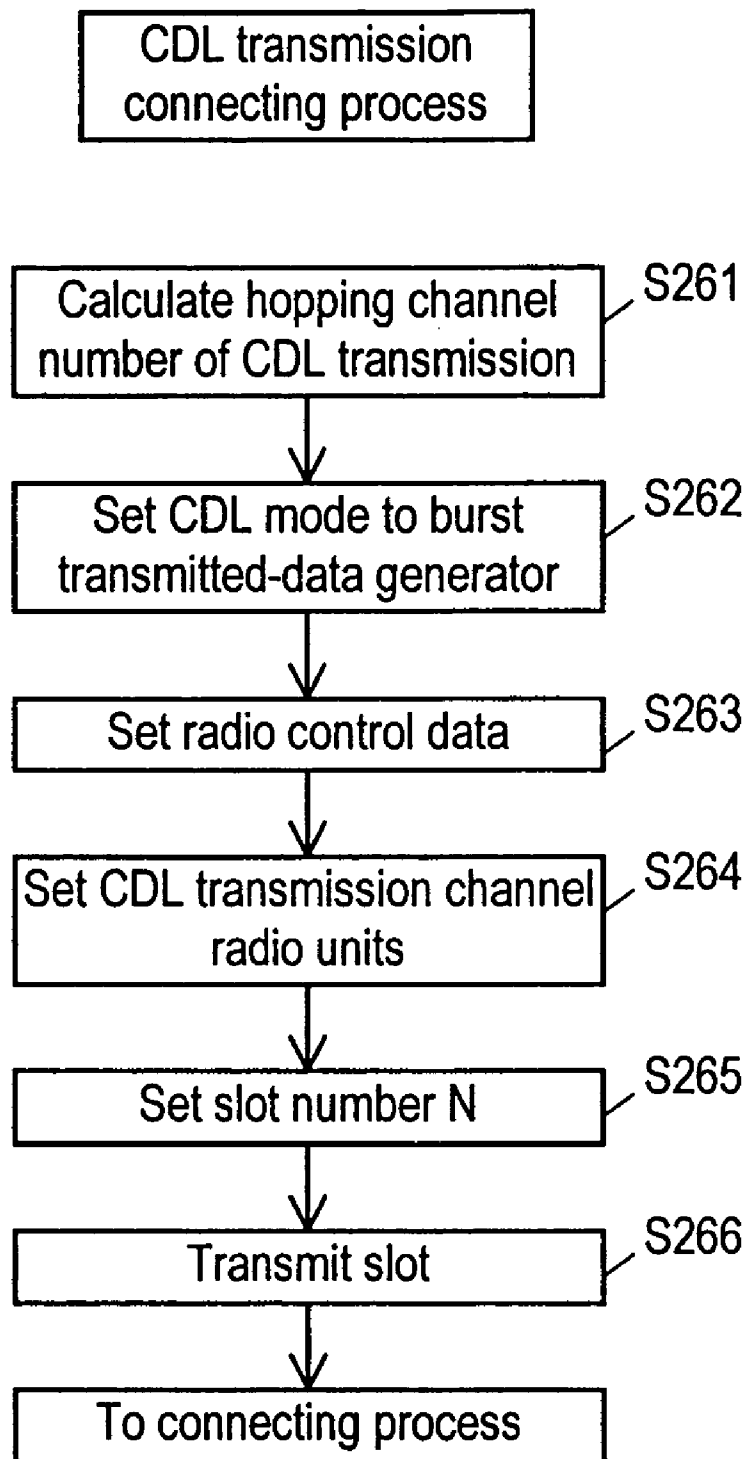 CDL transmission
connecting process
Calculate hopping channel
number of CDL transmission
S261
Set CDL mode to burst
transmitted-data generator
S262
Set radio control data
S263
Set CDL transmission channel
radio units
S264
Set slot number N
S265
Transmit slot
S266
To connecting process